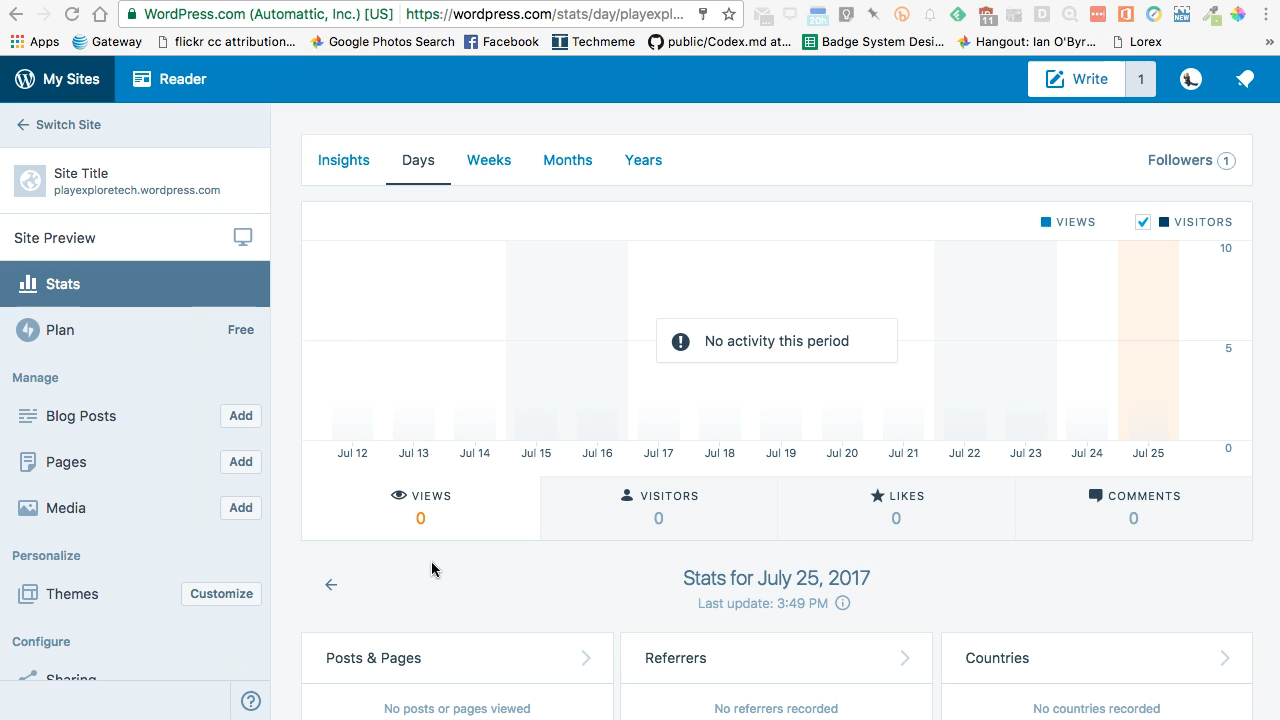 WordPress.com (Automattic, Inc.) [US] https://wordpress.com/stats/day/playexpl...
20h 11 D NEW
Apps Gateway flickr cc attribution... Google Photos Search Facebook Techmeme public/Codex.md at... Badge System Desi... Hangout: Ian O'Byr... Lorex »
My Sites Reader Write 1
Switch Site
Site Title
playexploretech.wordpress.com
Site Preview
Stats
Plan Free
Manage
Blog Posts Add
Pages Add
Media Add
Personalize
Themes Customize
Configure
Sharing
?
Insights Days Weeks Months Years Followers 1
VIEWS VISITORS
10
No activity this period
5
0
Jul 12 Jul 13 Jul 14 Jul 15 Jul 16 Jul 17 Jul 18 Jul 19 Jul 20 Jul 21 Jul 22 Jul 23 Jul 24 Jul 25
VIEWS VISITORS LIKES COMMENTS
0 0 0 0
Stats for July 25, 2017
Last update: 3:49 PM
Posts & Pages Referrers Countries
No posts or pages viewed No referrers recorded No countries recorded